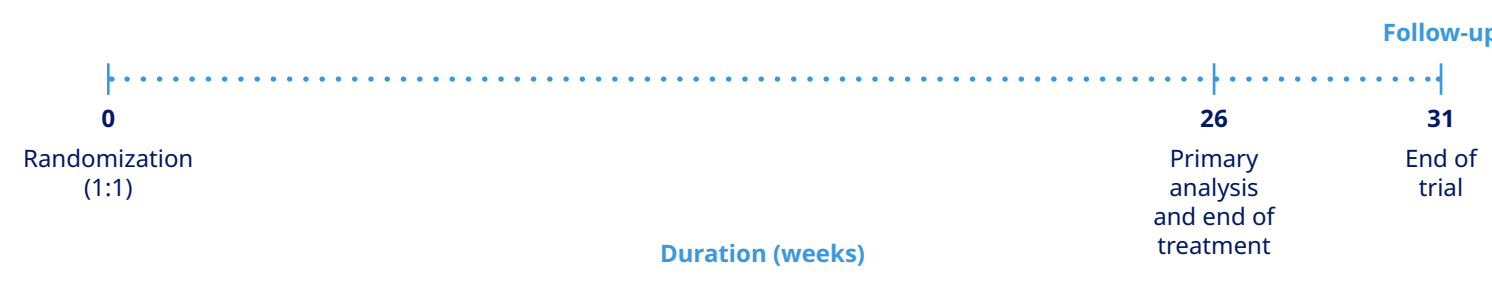 Follow-up
0
Randomization
(1:1)
26
Primary
analysis
and end of
treatment
31
End of
trial
Duration (weeks)